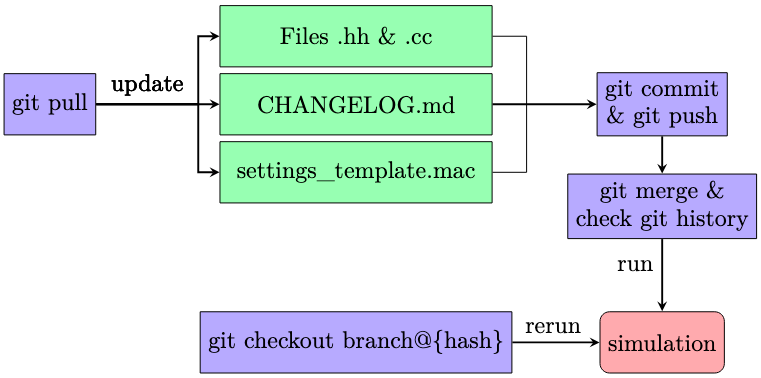 Files .hh & .cc
git pull
update
CHANGELOG.md
git commit
& git push
settings_template.mac
git merge &
check git history
run
git checkout branch@{hash}
rerun
simulation